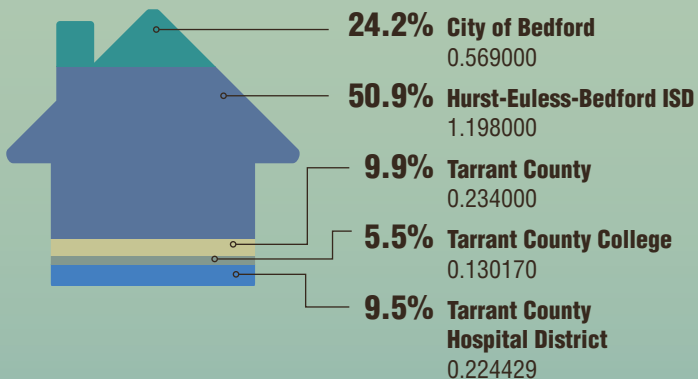 24.2% City of Bedford
0.569000
50.9% Hurst-Euless-Bedford ISD
1.198000
9.9% Tarrant County
0.234000
5.5% Tarrant County College
0.130170
9.5% Tarrant County
Hospital District
0.224429